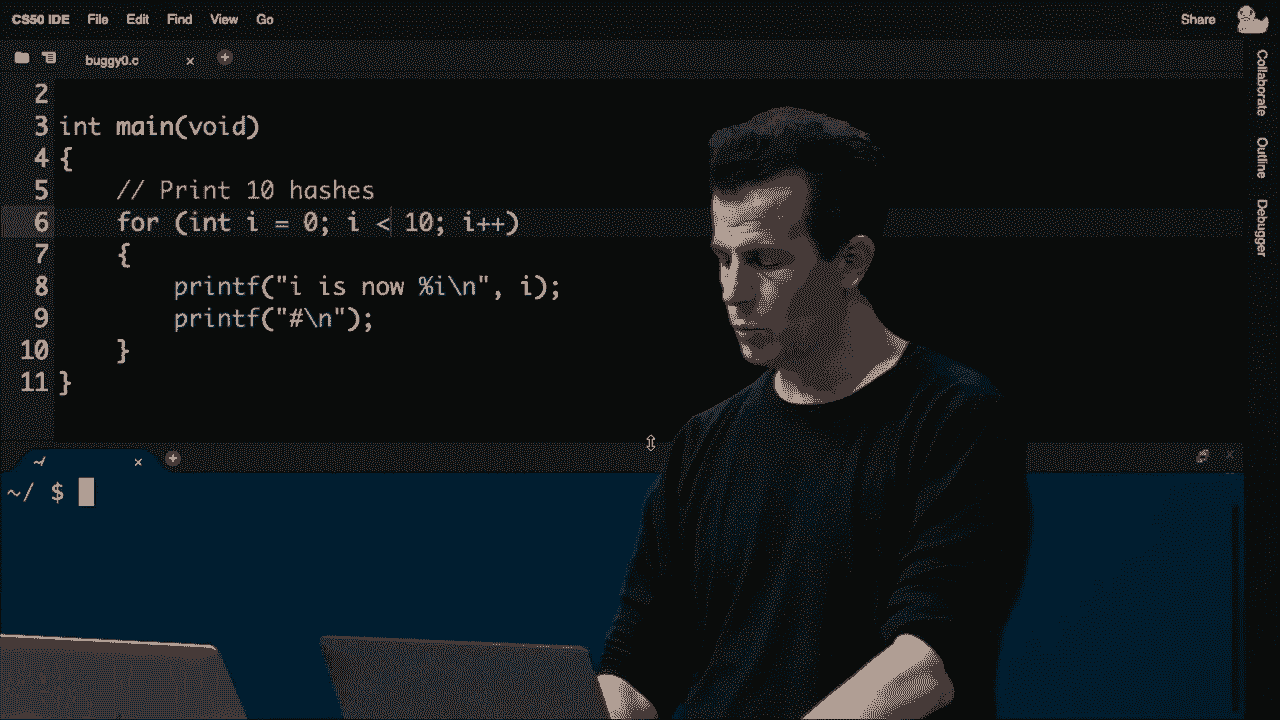 CS50 IDE File Edit Find View Go Share
buggy0.c × +
2
3 int main(void)
4 {
5 // Print 10 hashes
6 for (int i = 0; i < 10; i++)
7 {
8 printf("i is now %i\n", i);
9 printf("#\n");
10 }
11 }
Collaborate
Outline
Debugger
~/ × +
~/ $